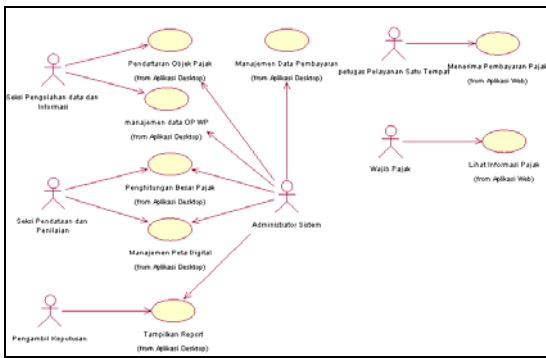 Pendaftaran Objek Pajak
(from Aplikasi Desktop)
Manajemen Data Pembayaran
(from Aplikasi Desktop)
petugas Pelayanan Satu Tempat
Menerima Pembayaran Pajak
(from Aplikasi Web)
Seksi Pengolahan data dan
Informasi
manajemen data OP WP
(from Aplikasi Desktop)
Wajib Pajak
Lihat Informasi Pajak
(from Aplikasi Web)
Penghitungan Besar Pajak
(from Aplikasi Desktop)
Seksi Pendataan dan
Penilaian
Administrator Sistem
Manajemen Peta Digital
(from Aplikasi Desktop)
Pengambil Keputusan
Tampilkan Report
(from Aplikasi Desktop)